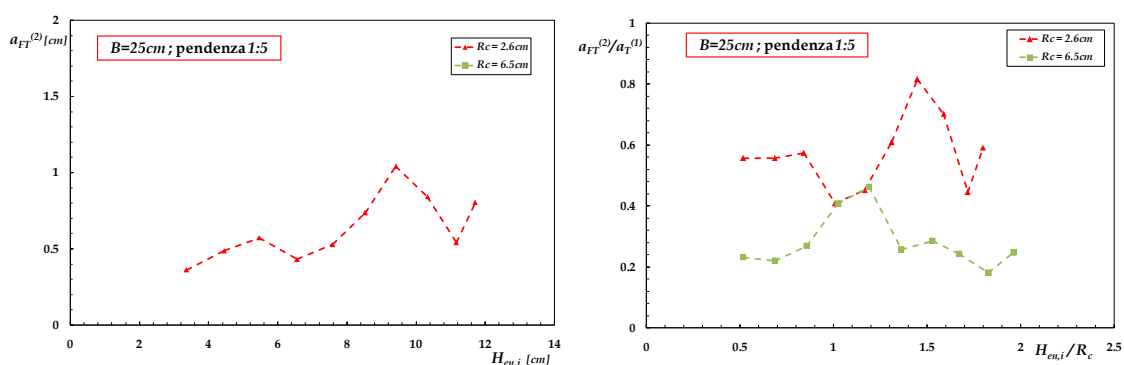 a_FT^(2) [cm]
2
1.5
1
0.5
0
B=25cm ; pendenza 1:5
Rc = 2.6cm
Rc = 6.5cm
0 2 4 6 8 10 12 14
H_en,i [cm]
a_FT^(2)/a_T^(1)
1
0.8
0.6
0.4
0.2
0
B=25cm ; pendenza 1:5
Rc = 2.6cm
Rc = 6.5cm
0 0.5 1 1.5 2 2.5
H_en,i/R_c